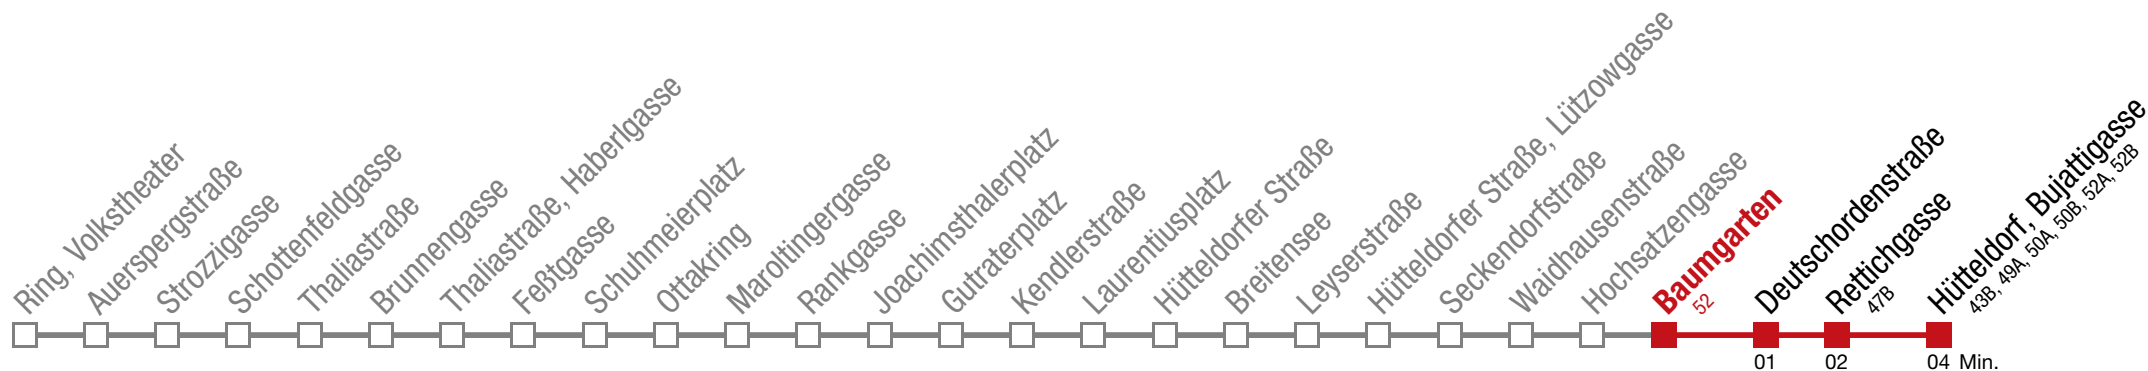 Ring, Volkstheater
Auerspergstraße
Strozzigasse
Schottenfeldgasse
Thaliastraße
Brunnengasse
Thaliastraße, Haberlgasse
Feßtgasse
Schuhmeierplatz
Ottakring
Maroltingergasse
Rankgasse
Joachimsthalerplatz
Gutraterplatz
Kendlerstraße
Laurentiusplatz
Hütteldorfer Straße
Breitensee
Leyserstraße
Hütteldorfer Straße, Lützowgasse
Seckendorfstraße
Waidhausenstraße
Hochsatzengasse
Baumgarten
52
Deutschordenstraße
Rettichgasse
47B
Hütteldorf, Bujattigasse
43B, 49A, 50A, 50B, 52A, 52B
01 02 04 Min.